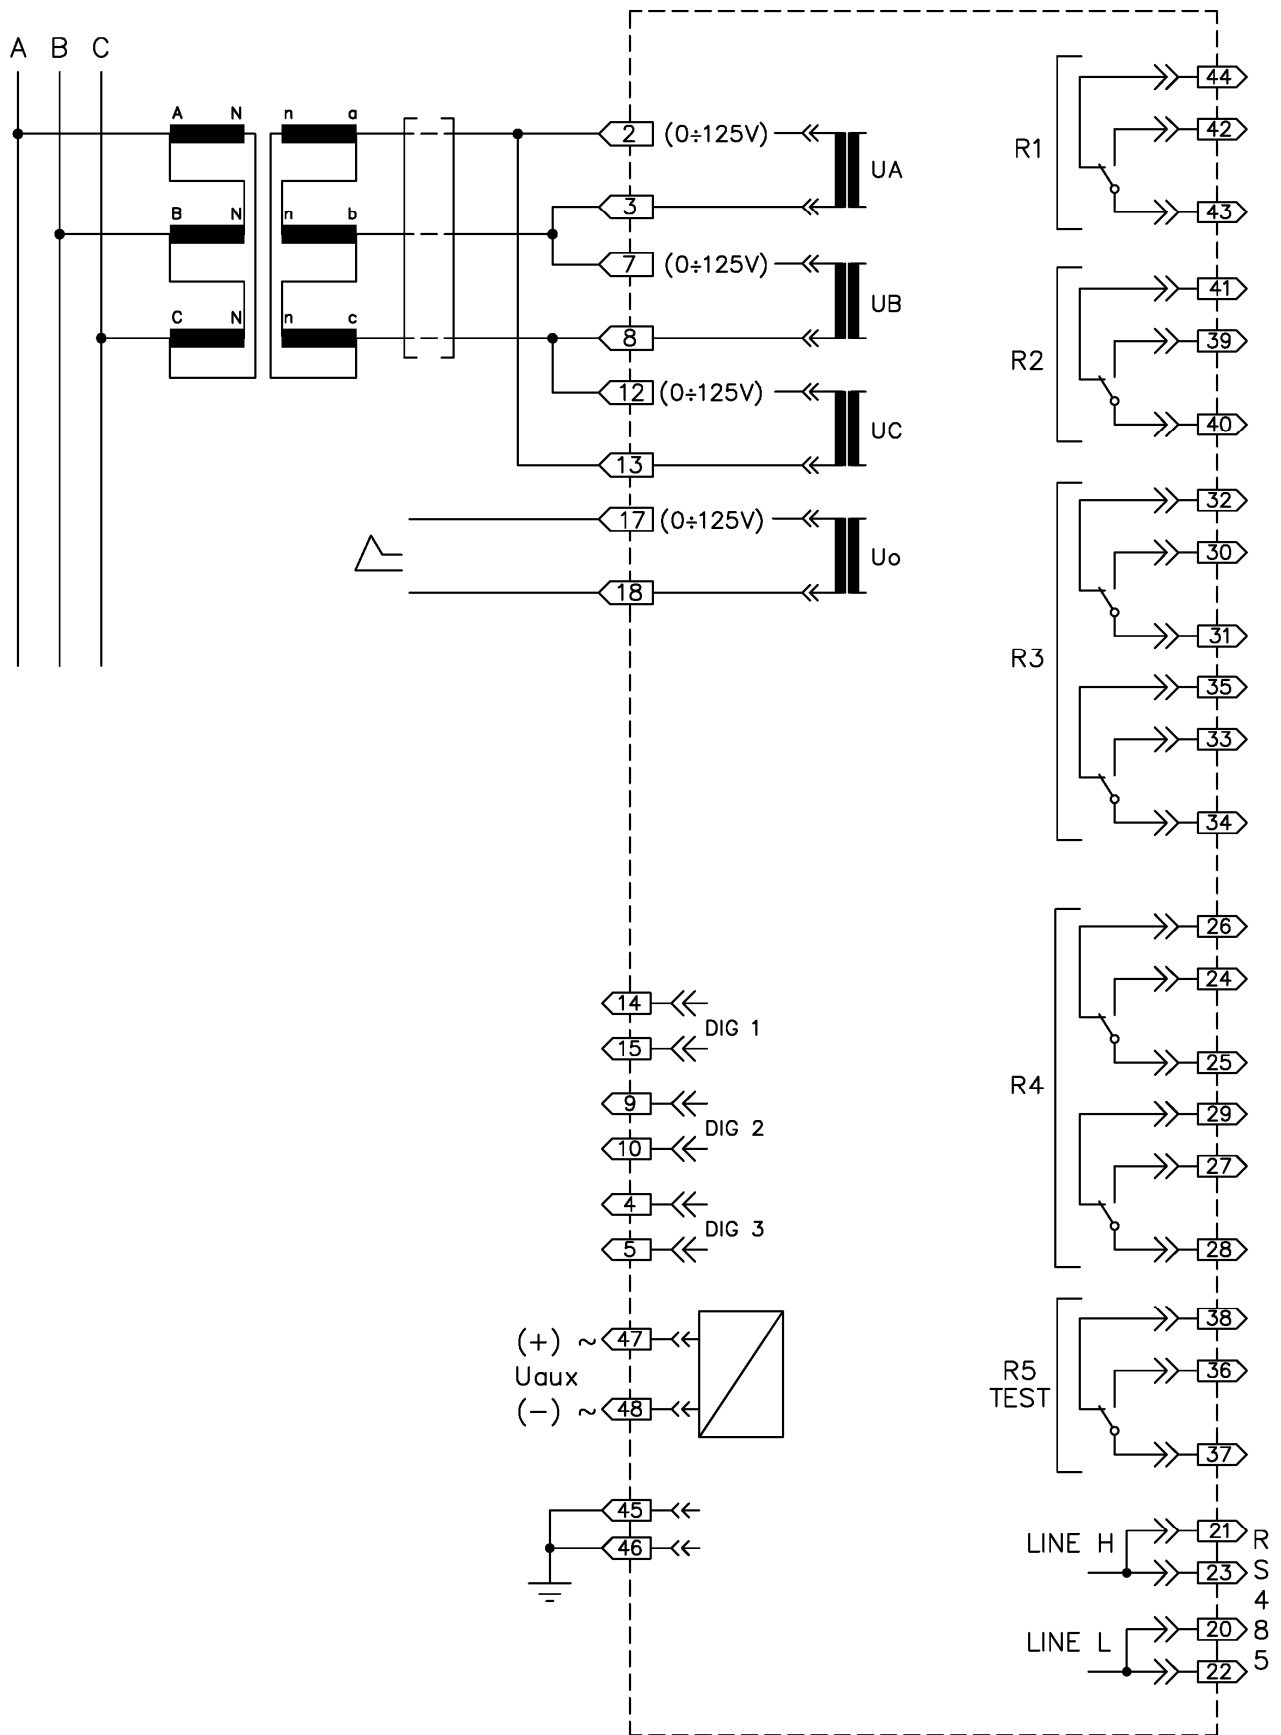 A B C
A N n a
B N n b
C N n c
2 (0÷125V)
UA
3
7 (0÷125V)
UB
8
12 (0÷125V)
UC
13
17 (0÷125V)
Uo
18
14
DIG 1
15
9
DIG 2
10
4
DIG 3
5
(+) ~ 47
Uaux
(-) ~ 48
45
46
44
R1
42
43
41
R2
39
40
32
30
31
R3
35
33
34
26
24
25
R4
29
27
28
38
R5
TEST
36
37
LINE H
21
23
LINE L
20
22
RS485